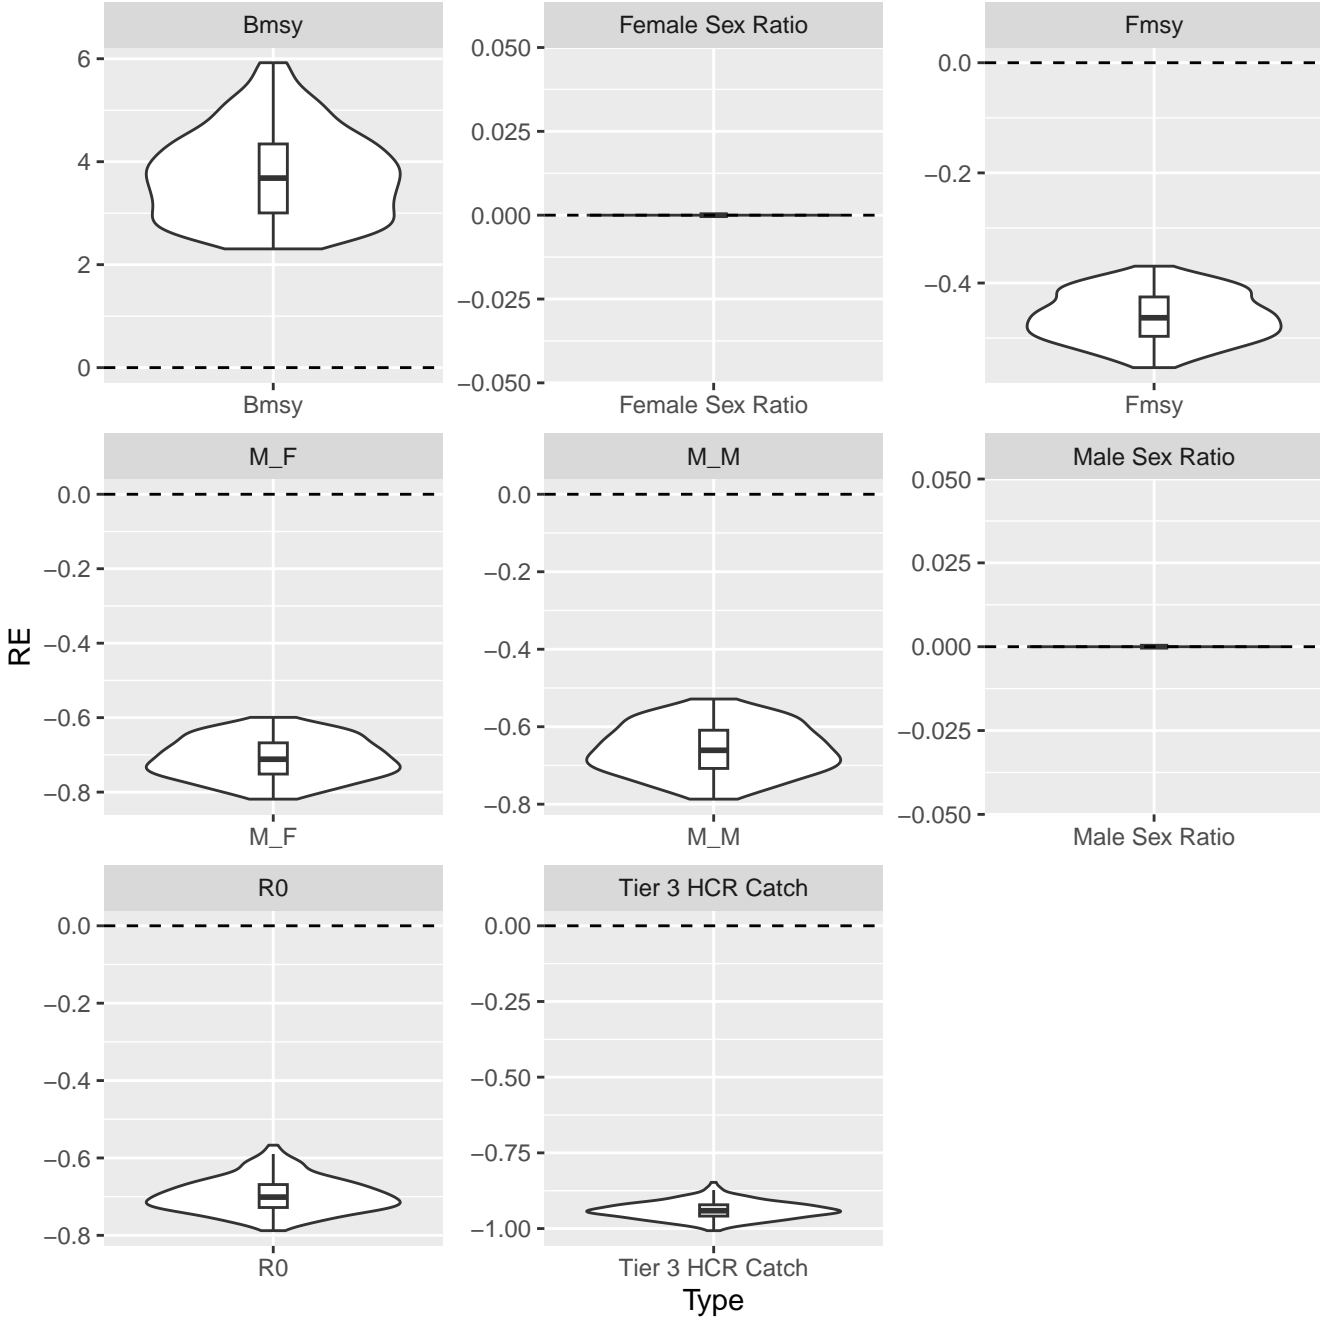 Bmsy
Female Sex Ratio
Fmsy
6
4
2
0
0.050
0.025
0.000
−0.025
−0.050
0.0
−0.2
−0.4
Bmsy
Female Sex Ratio
Fmsy
M_F
M_M
Male Sex Ratio
0.0
−0.2
−0.4
−0.6
−0.8
0.0
−0.2
−0.4
−0.6
−0.8
0.050
0.025
0.000
−0.025
−0.050
M_F
M_M
Male Sex Ratio
R0
Tier 3 HCR Catch
0.0
−0.2
−0.4
−0.6
−0.8
0.00
−0.25
−0.50
−0.75
−1.00
R0
Tier 3 HCR Catch
RE
Type